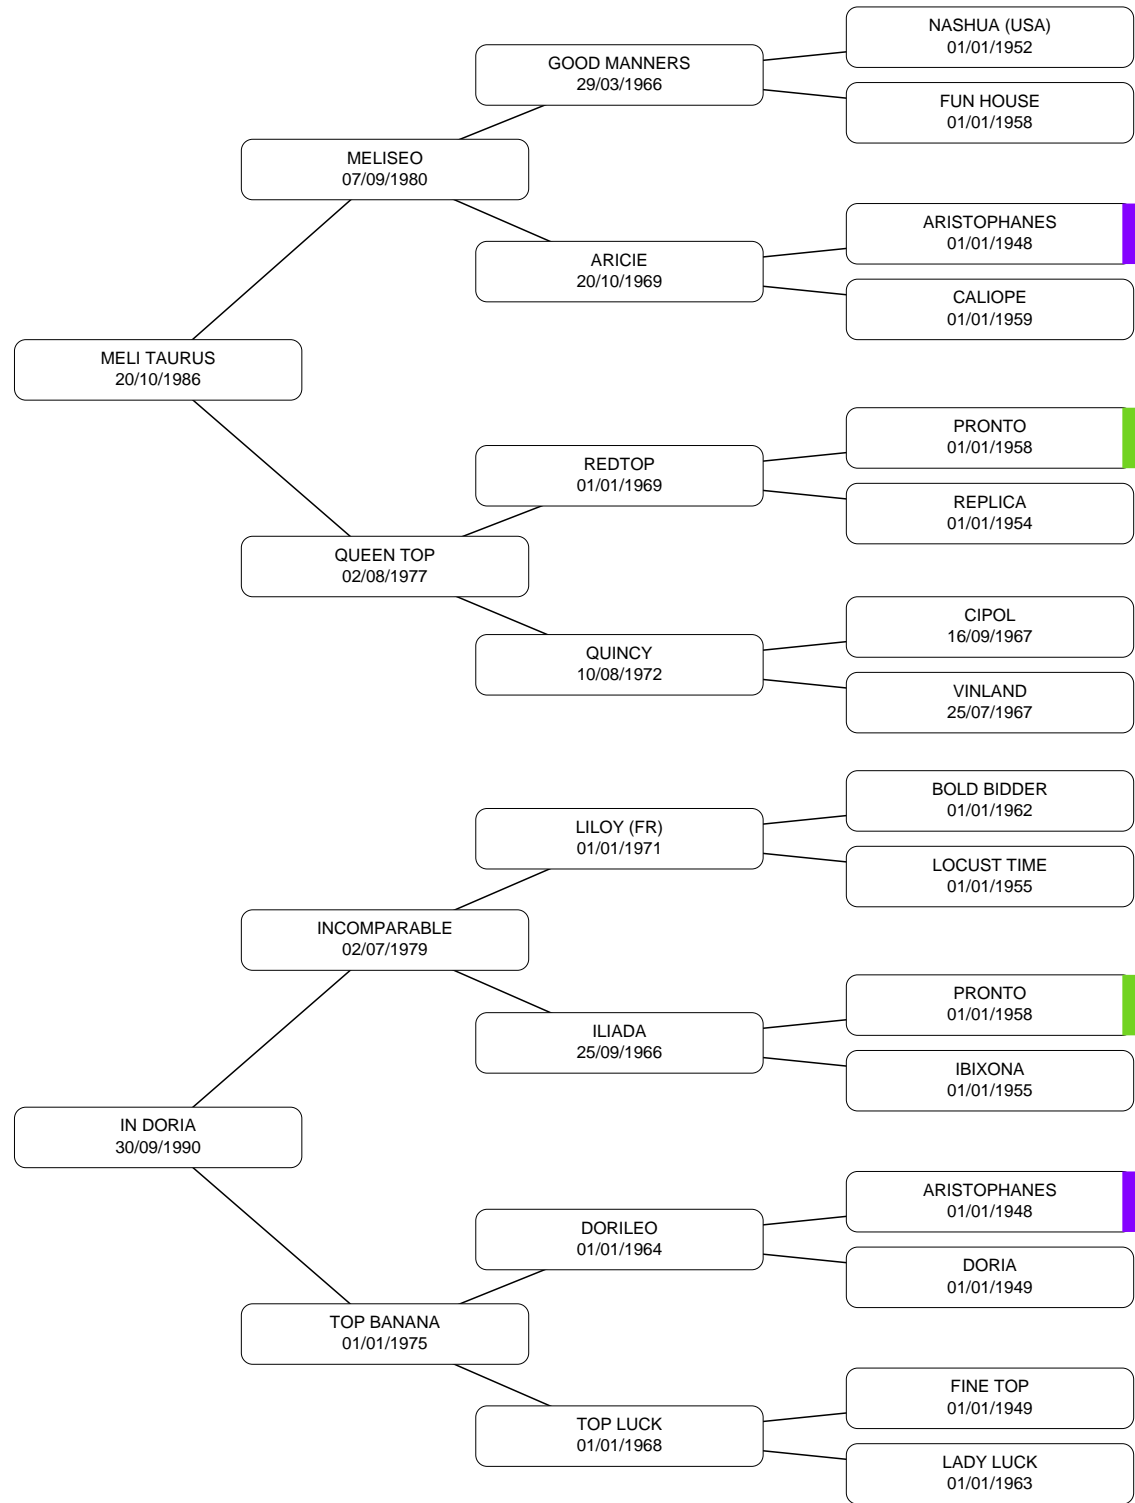 NASHUA (USA)
01/01/1952
GOOD MANNERS
29/03/1966
FUN HOUSE
01/01/1958
MELISEO
07/09/1980
ARISTOPHANES
01/01/1948
ARICIE
20/10/1969
CALIOPE
01/01/1959
MELI TAURUS
20/10/1986
PRONTO
01/01/1958
REDTOP
01/01/1969
REPLICA
01/01/1954
QUEEN TOP
02/08/1977
CIPOL
16/09/1967
QUINCY
10/08/1972
VINLAND
25/07/1967
BOLD BIDDER
01/01/1962
LILOY (FR)
01/01/1971
LOCUST TIME
01/01/1955
INCOMPARABLE
02/07/1979
PRONTO
01/01/1958
ILIADA
25/09/1966
IBIXONA
01/01/1955
IN DORIA
30/09/1990
ARISTOPHANES
01/01/1948
DORILEO
01/01/1964
DORIA
01/01/1949
TOP BANANA
01/01/1975
FINE TOP
01/01/1949
TOP LUCK
01/01/1968
LADY LUCK
01/01/1963